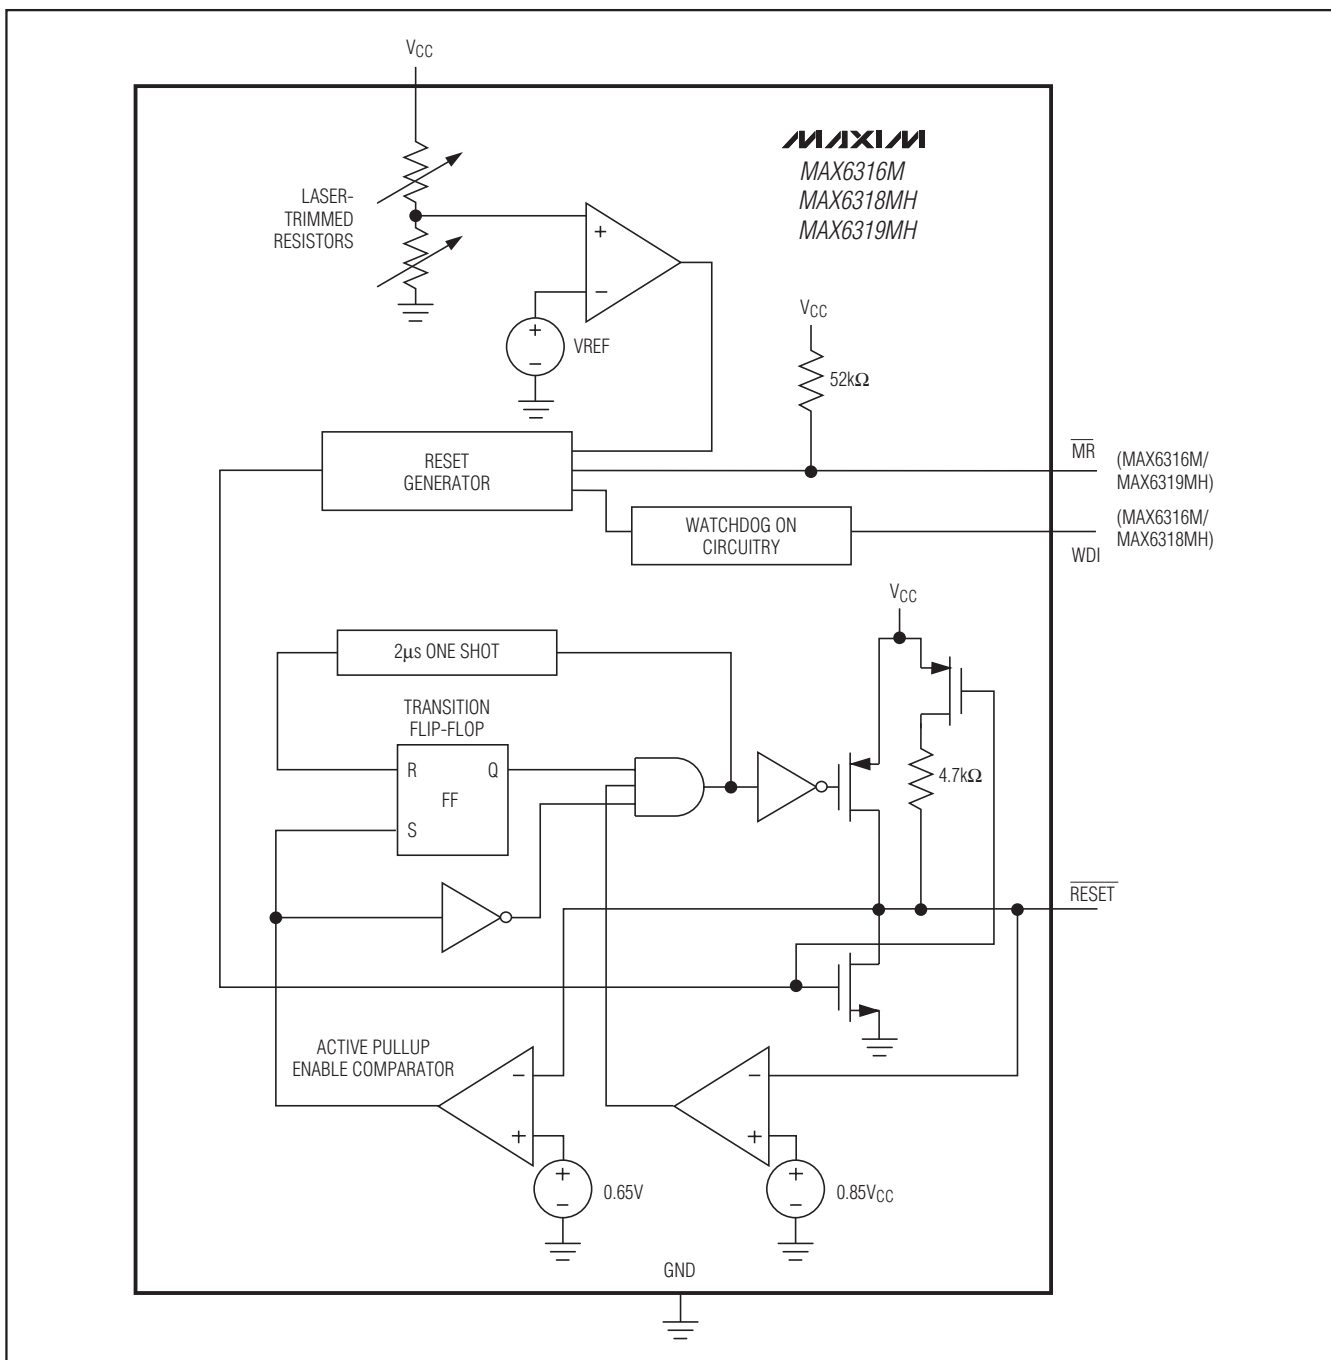 VCC
MAXIM
MAX6316M
MAX6318MH
MAX6319MH
LASER-
TRIMMED
RESISTORS
+
−
+
−
VREF
VCC
52kΩ
RESET
GENERATOR
MR
(MAX6316M/
MAX6319MH)
WATCHDOG ON
CIRCUITRY
(MAX6316M/
MAX6318MH)
WDI
VCC
2μs ONE SHOT
TRANSITION
FLIP-FLOP
R
Q
FF
S
4.7kΩ
RESET
ACTIVE PULLUP
ENABLE COMPARATOR
−
+
−
+
+
−
0.65V
+
−
0.85VCC
GND